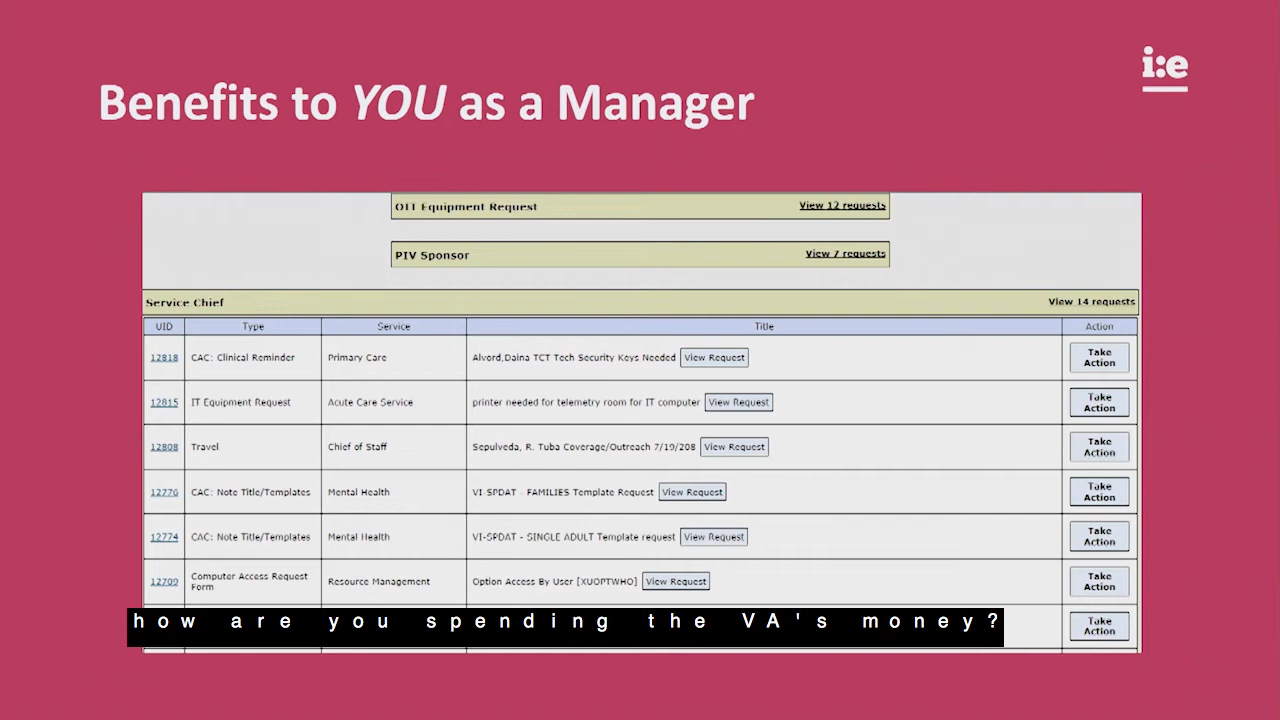 i:e
Benefits to YOU as a Manager
OIT Equipment Request View 12 requests
PIV Sponsor View 7 requests
Service Chief View 14 requests
UID Type Service Title Action
12818 CAC: Clinical Reminder Primary Care Alvord,Daina TCT Tech Security Keys Needed View Request Take Action
12815 IT Equipment Request Acute Care Service printer needed for telemetry room for IT computer View Request Take Action
12808 Travel Chief of Staff Sepulveda, R. Tuba Coverage/Outreach 7/19/208 View Request Take Action
12776 CAC: Note Title/Templates Mental Health VI-SPDAT - FAMILIES Template Request View Request Take Action
12774 CAC: Note Title/Templates Mental Health VI-SPDAT - SINGLE ADULT Template request View Request Take Action
12709 Computer Access Request Form Resource Management Option Access By User [XUOPTWHO] View Request Take Action
Take Action
how are you spending the VA's money?